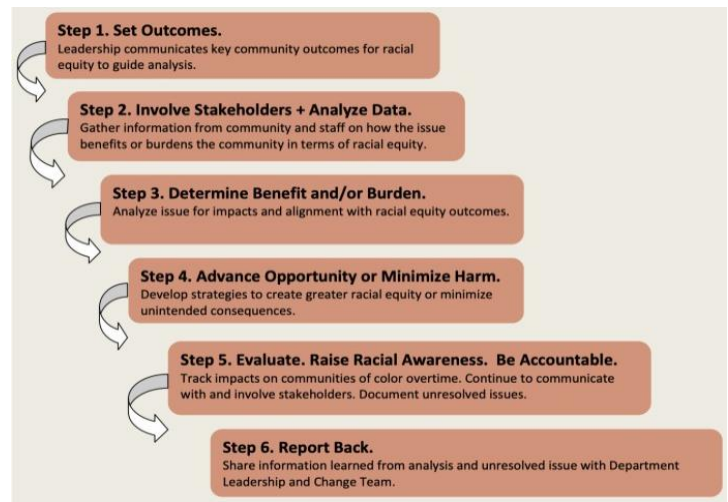 Step 1. Set Outcomes.
Leadership communicates key community outcomes for racial
equity to guide analysis.
Step 2. Involve Stakeholders + Analyze Data.
Gather information from community and staff on how the issue
benefits or burdens the community in terms of racial equity.
Step 3. Determine Benefit and/or Burden.
Analyze issue for impacts and alignment with racial equity outcomes.
Step 4. Advance Opportunity or Minimize Harm.
Develop strategies to create greater racial equity or minimize
unintended consequences.
Step 5. Evaluate. Raise Racial Awareness. Be Accountable.
Track impacts on communities of color overtime. Continue to communicate
with and involve stakeholders. Document unresolved issues.
Step 6. Report Back.
Share information learned from analysis and unresolved issue with Department
Leadership and Change Team.